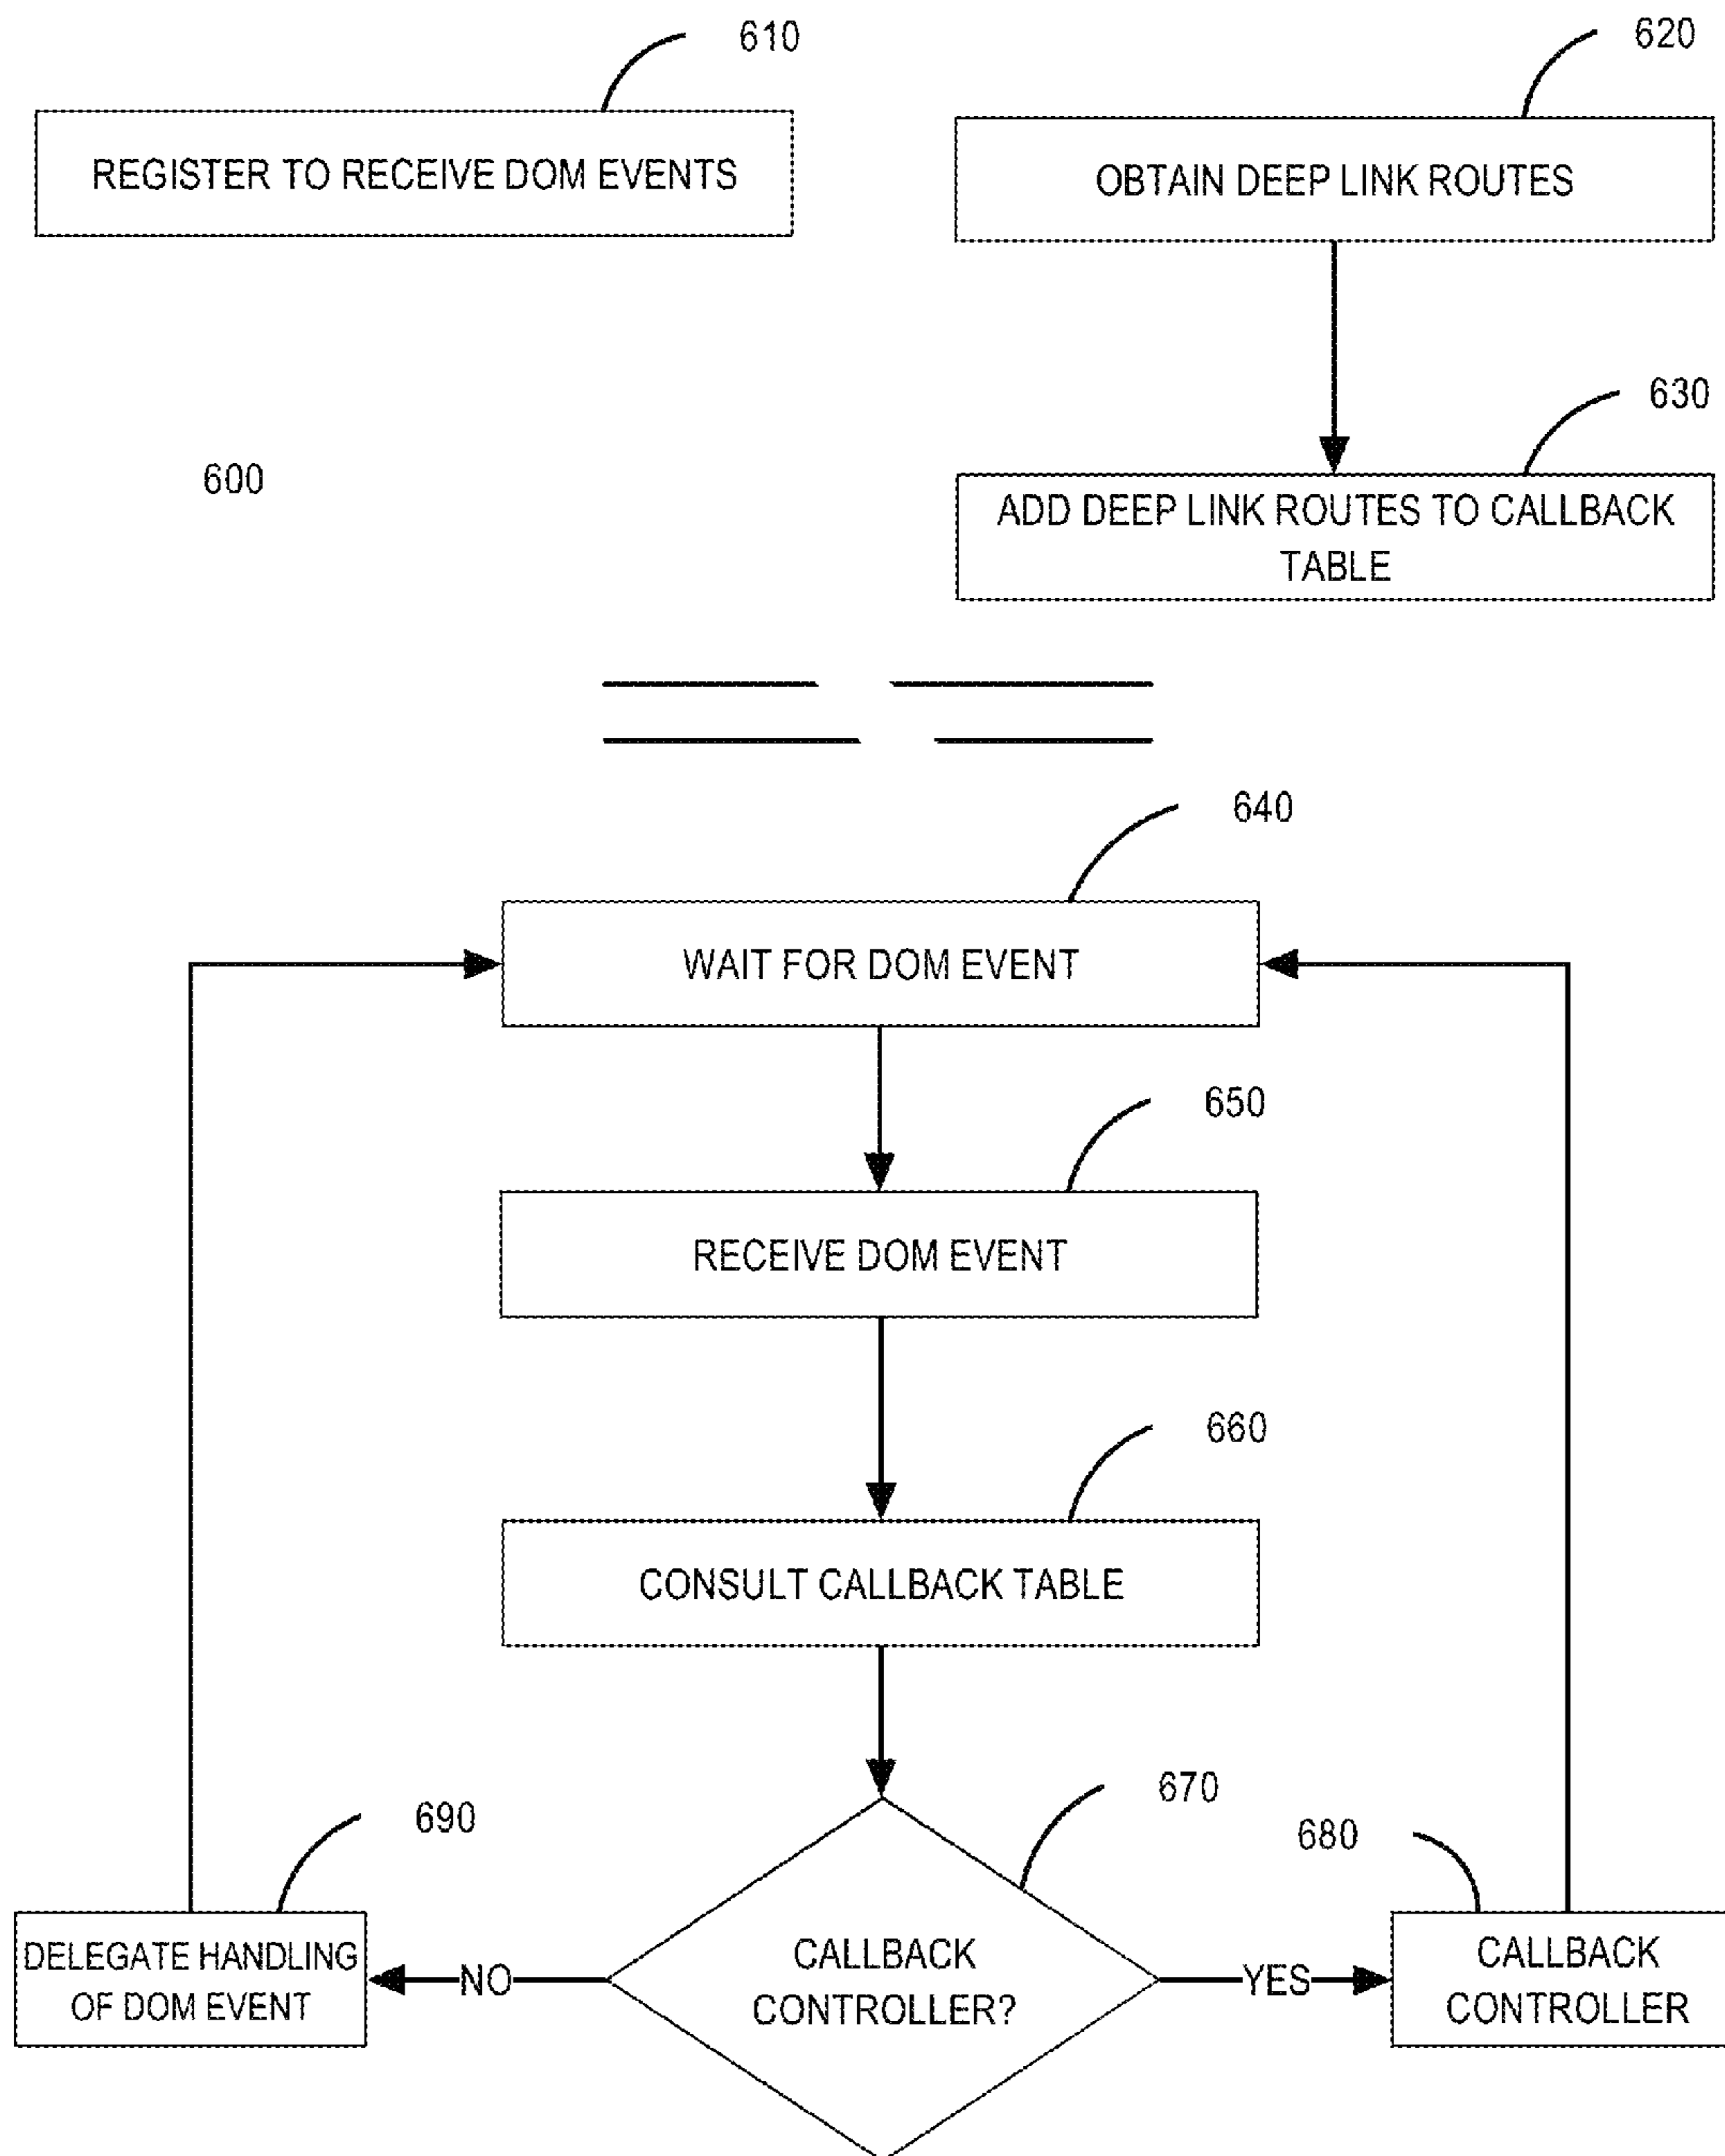 610
620
REGISTER TO RECEIVE DOM EVENTS
OBTAIN DEEP LINK ROUTES
630
600
ADD DEEP LINK ROUTES TO CALLBACK
TABLE
640
WAIT FOR DOM EVENT
650
RECEIVE DOM EVENT
660
CONSULT CALLBACK TABLE
670
690
680
DELEGATE HANDLING
OF DOM EVENT
NO
CALLBACK
CONTROLLER?
YES
CALLBACK
CONTROLLER